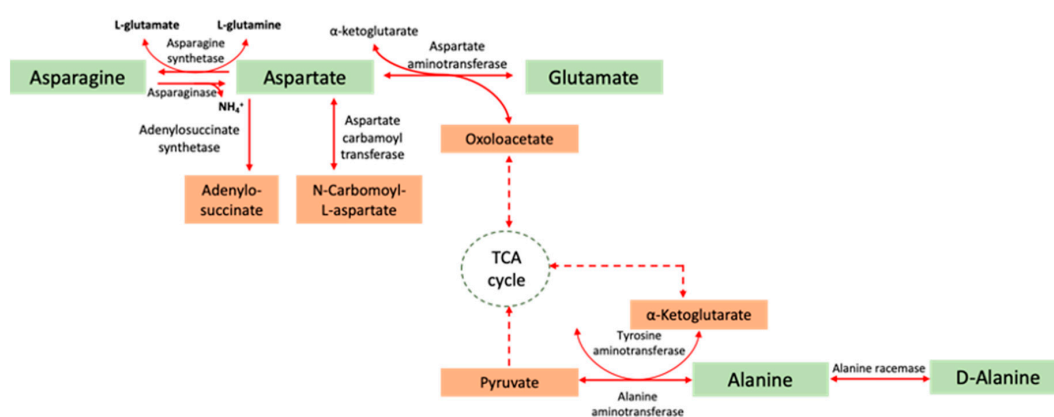 L-glutamate
L-glutamine
Asparagine
synthetase
α-ketoglutarate
Aspartate
aminotransferase
Asparagine
Aspartate
Glutamate
Asparaginase
NH₄⁺
Adenylosuccinate
synthetase
Aspartate
carbamoyl
transferase
Oxoloacetate
Adenylo-
succinate
N-Carbomoyl-
L-aspartate
TCA
cycle
α-Ketoglutarate
Tyrosine
aminotransferase
Pyruvate
Alanine
aminotransferase
Alanine
Alanine racemase
D-Alanine